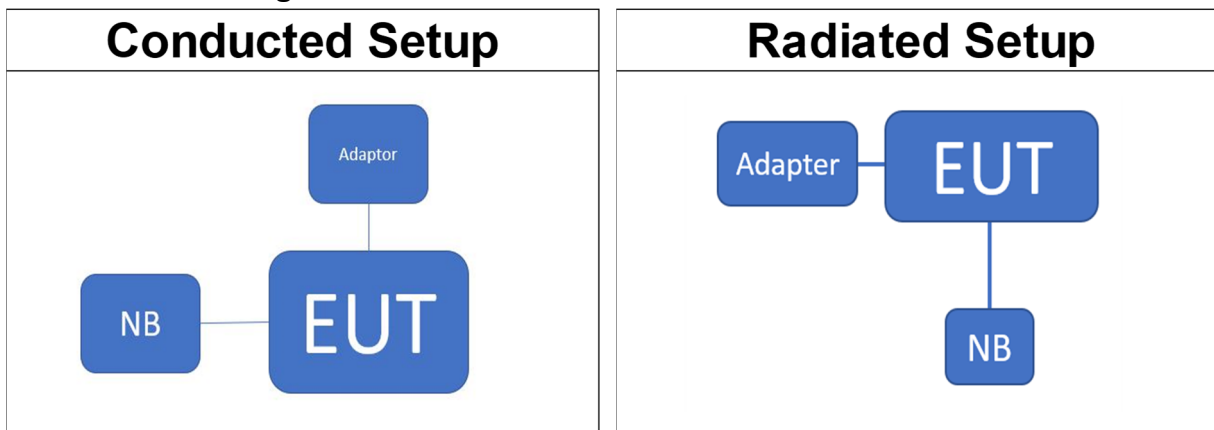 Conducted Setup
Adaptor
NB
EUT
Radiated Setup
Adapter
EUT
NB